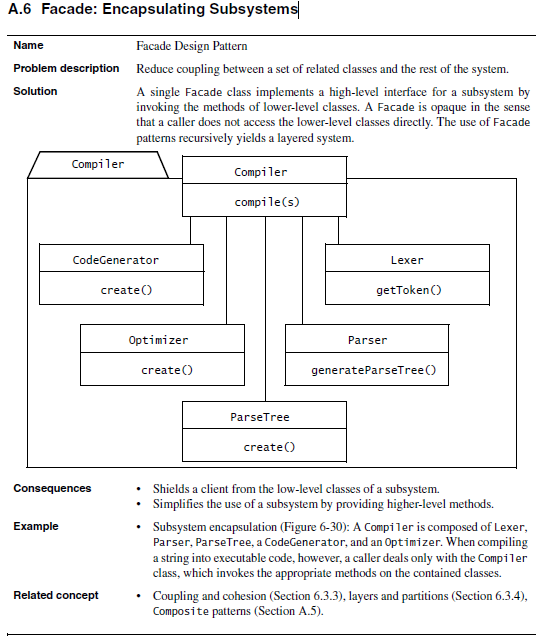 A.6 Facade: Encapsulating Subsystems
Name Facade Design Pattern
Problem description Reduce coupling between a set of related classes and the rest of the system.
Solution A single Facade class implements a high-level interface for a subsystem by
invoking the methods of lower-level classes. A Facade is opaque in the sense
that a caller does not access the lower-level classes directly. The use of Facade
patterns recursively yields a layered system.
Compiler
Compiler
compile(s)
CodeGenerator
create()
Lexer
getToken()
Optimizer
create()
Parser
generateParseTree()
ParseTree
create()
Consequences • Shields a client from the low-level classes of a subsystem.
• Simplifies the use of a subsystem by providing higher-level methods.
Example • Subsystem encapsulation (Figure 6-30): A Compiler is composed of Lexer,
Parser, ParseTree, a CodeGenerator, and an Optimizer. When compiling
a string into executable code, however, a caller deals only with the Compiler
class, which invokes the appropriate methods on the contained classes.
Related concept • Coupling and cohesion (Section 6.3.3), layers and partitions (Section 6.3.4),
Composite patterns (Section A.5).